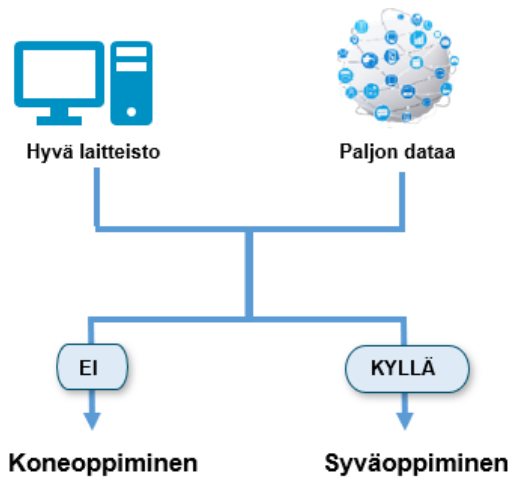 Hyvä laitteisto
Paljon dataa
EI
KYLLÄ
Koneoppiminen
Syväoppiminen